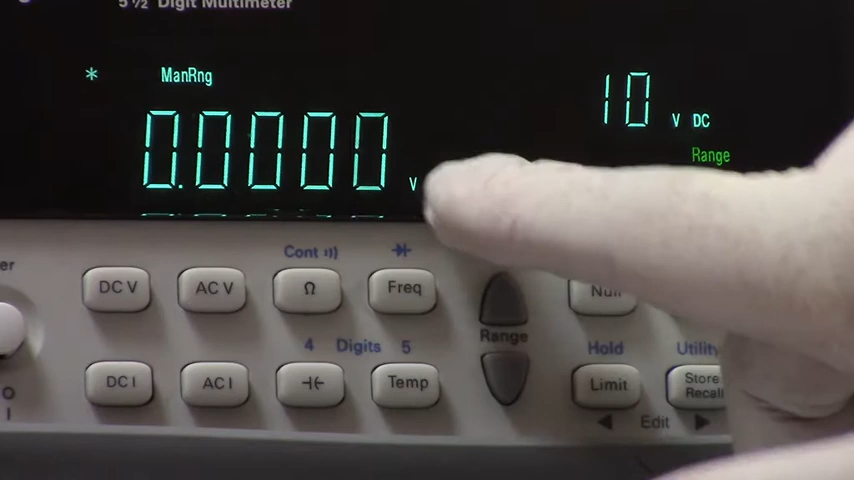 5½ Digit Multimeter
* ManRng
10 V DC
0.0000 V
Range
Cont
DC V AC V Ω Freq Null
Range
4 Digits 5 Hold Utility
DC I AC I Temp Limit Store Recall
Edit
O
I